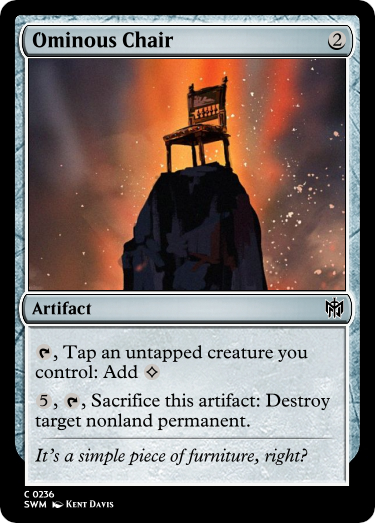 Ominous Chair 2
Artifact
, Tap an untapped creature you
control: Add
5, , Sacrifice this artifact: Destroy
target nonland permanent.
It's a simple piece of furniture, right?
C 0236
SWM Kent Davis